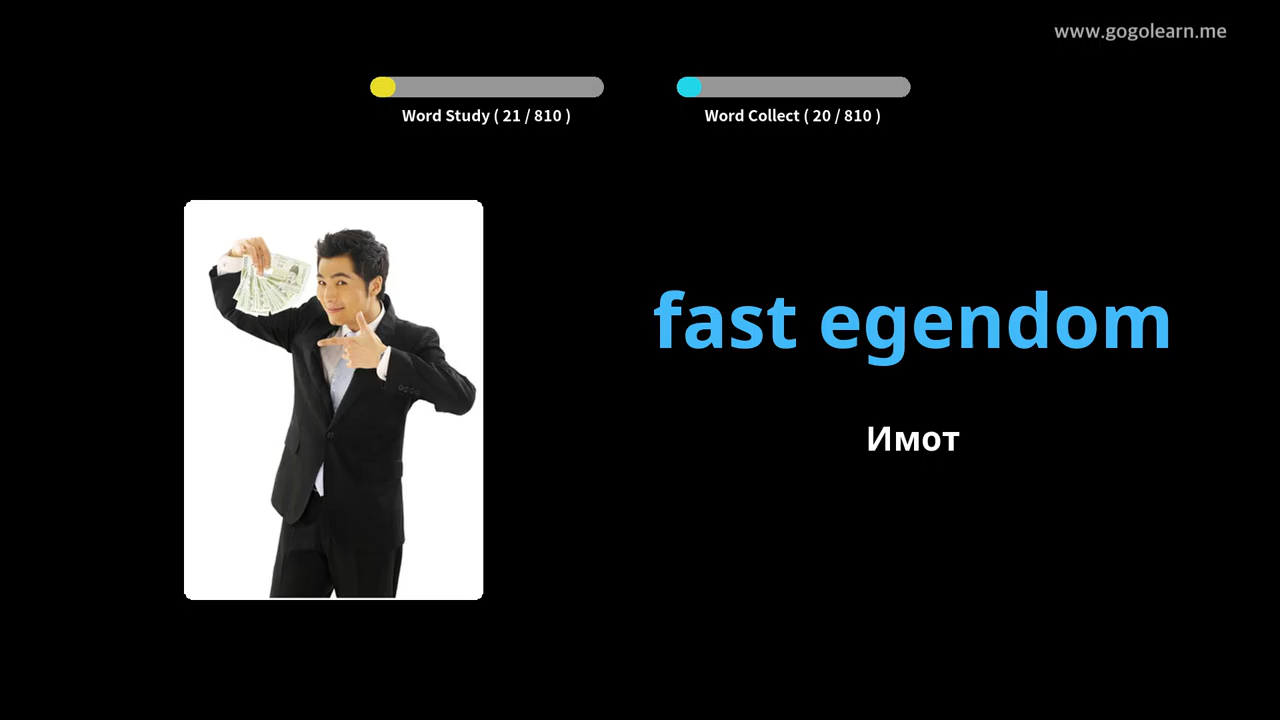 www.gogolearn.me
Word Study ( 21 / 810 )
Word Collect ( 20 / 810 )
fast egendom
Имот